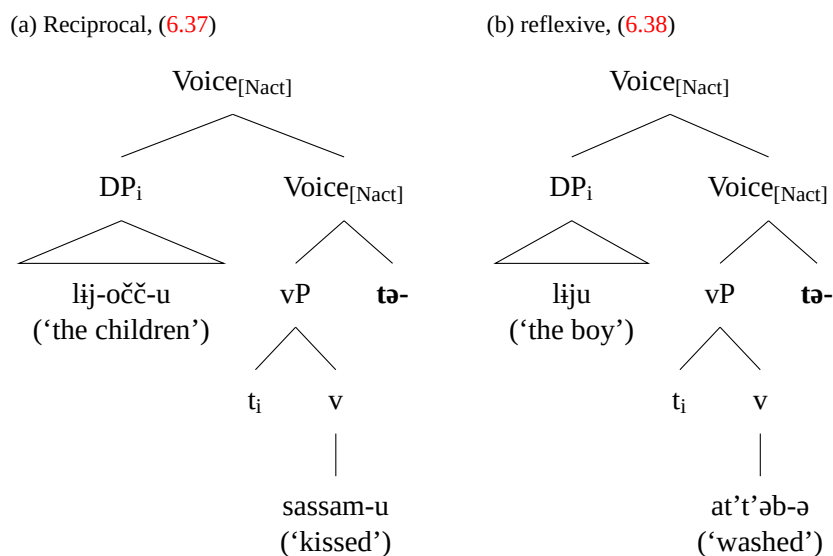 (a) Reciprocal, (6.37)
(b) reflexive, (6.38)
Voice[Nact]
Voice[Nact]
DPi
Voice[Nact]
DPi
Voice[Nact]
lɨj-očč-u
vP
tə-
lɨju
vP
tə-
(‘the children’)
(‘the boy’)
ti
v
ti
v
sassam-u
at’t’əb-ə
(‘kissed’)
(‘washed’)